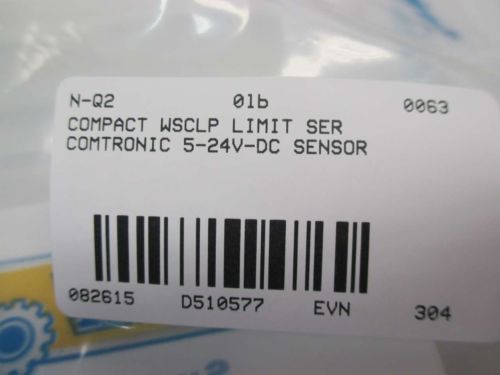 N-Q2 01b 0063
COMPACT WSCLP LIMIT SER
COMTRONIC 5-24V-DC SENSOR
082615 D510577 EVN 304